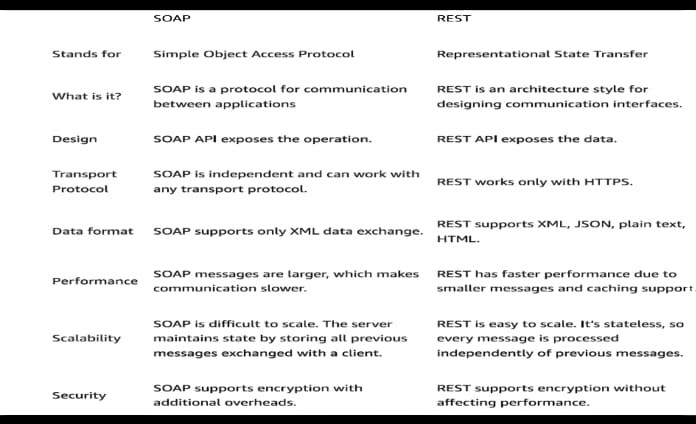 SOAP REST
Stands for Simple Object Access Protocol Representational State Transfer
What is it? SOAP is a protocol for communication between applications REST is an architecture style for designing communication interfaces.
Design SOAP API exposes the operation. REST API exposes the data.
Transport Protocol SOAP is independent and can work with any transport protocol. REST works only with HTTPS.
Data format SOAP supports only XML data exchange. REST supports XML, JSON, plain text, HTML.
Performance SOAP messages are larger, which makes communication slower. REST has faster performance due to smaller messages and caching support.
Scalability SOAP is difficult to scale. The server maintains state by storing all previous messages exchanged with a client. REST is easy to scale. It's stateless, so every message is processed independently of previous messages.
Security SOAP supports encryption with additional overheads. REST supports encryption without affecting performance.